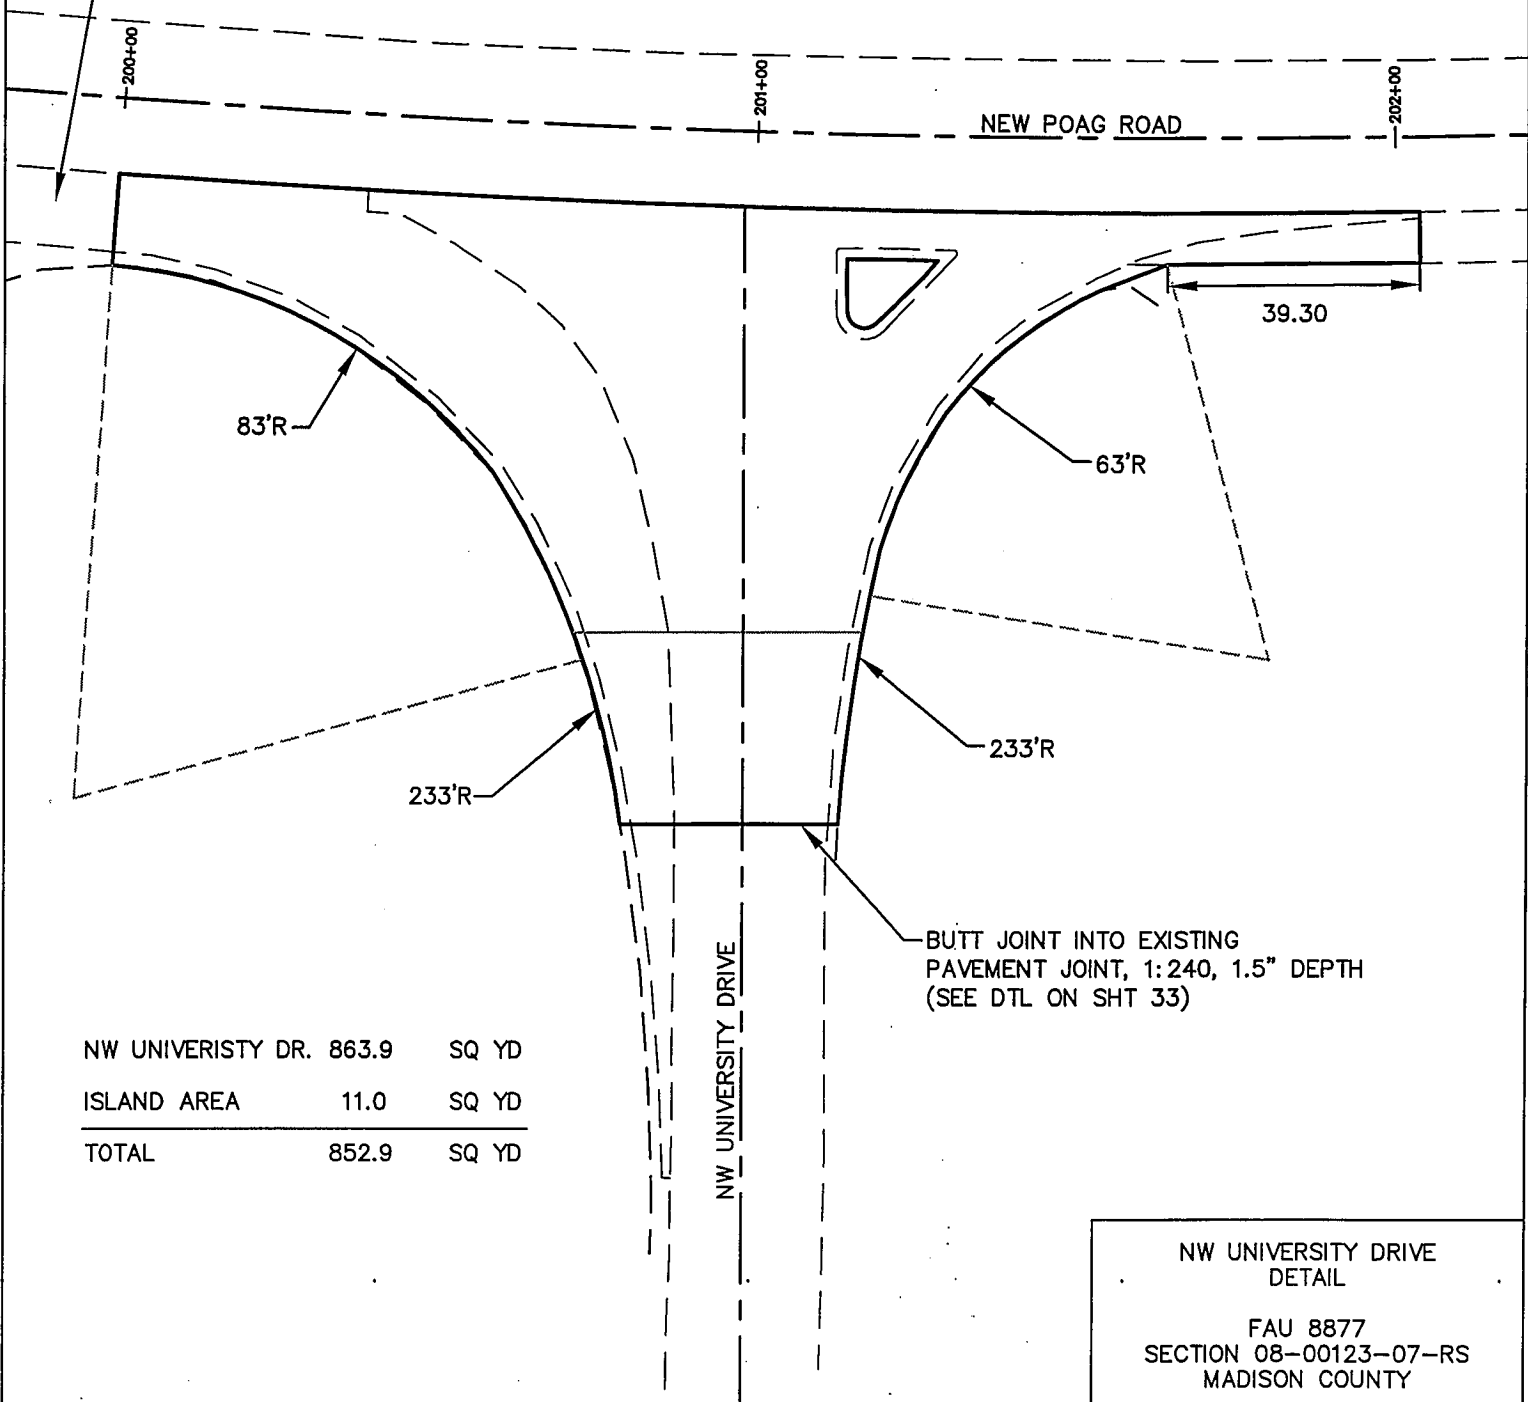 200+00
201+00
202+00
NEW POAG ROAD
39.30
83'R
63'R
233'R
233'R
BUTT JOINT INTO EXISTING
PAVEMENT JOINT, 1:240, 1.5" DEPTH
(SEE DTL ON SHT 33)
NW UNIVERSITY DRIVE
NW UNIVERISTY DR. 863.9 SQ YD
ISLAND AREA 11.0 SQ YD
TOTAL 852.9 SQ YD
NW UNIVERSITY DRIVE
DETAIL
FAU 8877
SECTION 08-00123-07-RS
MADISON COUNTY